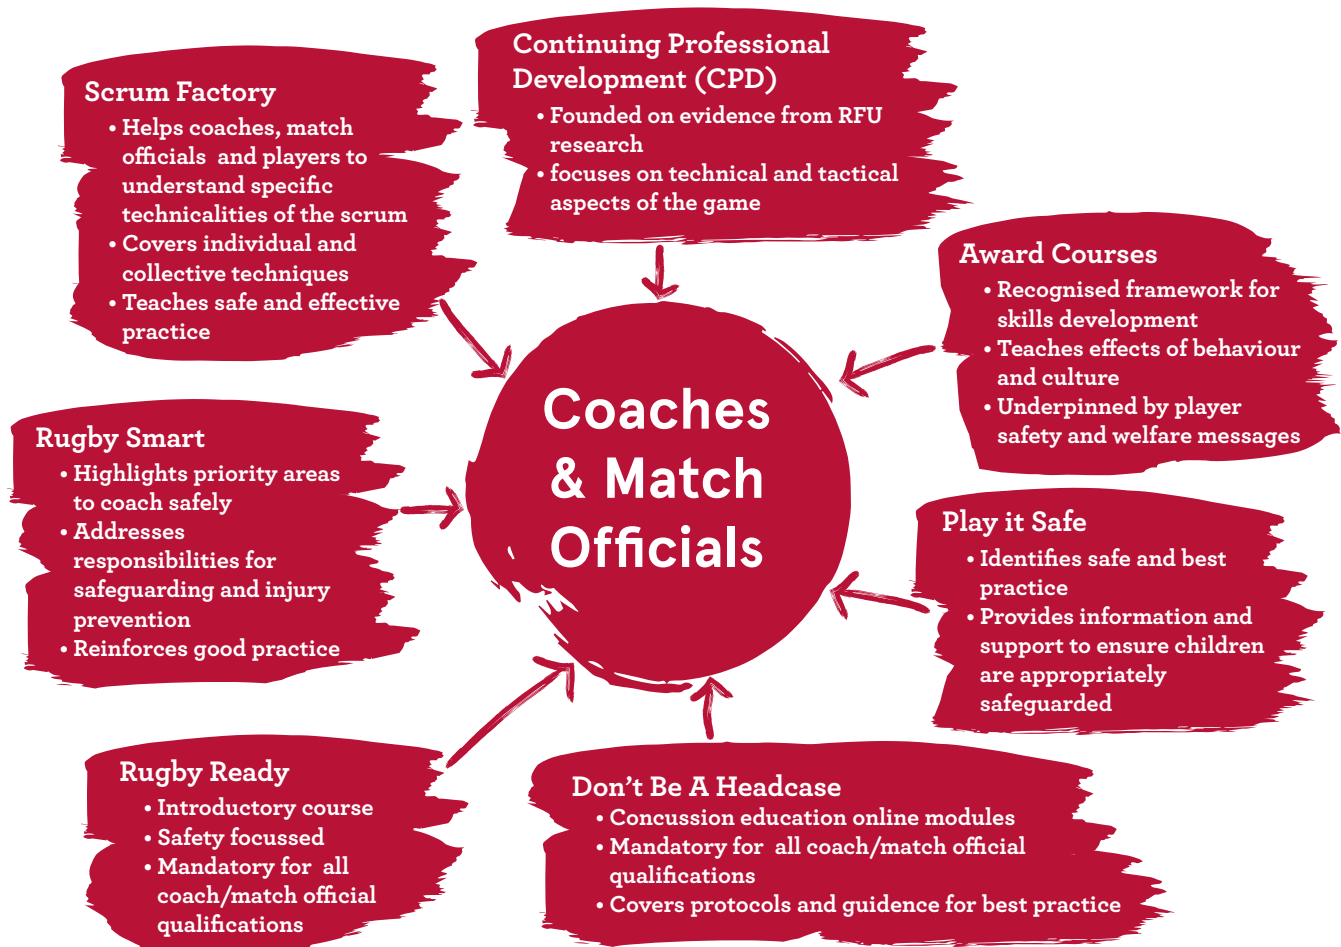 Continuing Professional
Development (CPD)
• Founded on evidence from RFU
research
• focuses on technical and tactical
aspects of the game
Scrum Factory
• Helps coaches, match
officials  and players to
understand specific
technicalities of the scrum
• Covers individual and
collective techniques
• Teaches safe and effective
practice
Award Courses
• Recognised framework for
skills development
• Teaches effects of behaviour
and culture
• Underpinned by player
safety and welfare messages
Coaches
& Match
Officials
Rugby Smart
• Highlights priority areas
to coach safely
• Addresses
responsibilities for
safeguarding and injury
prevention
• Reinforces good practice
Play it Safe
• Identifies safe and best
practice
• Provides information and
support to ensure children
are appropriately
safeguarded
Rugby Ready
• Introductory course
• Safety focussed
• Mandatory for  all
coach/match official
qualifications
Don’t Be A Headcase
• Concussion education online modules
• Mandatory for  all coach/match official
qualifications
• Covers protocols and guidence for best practice